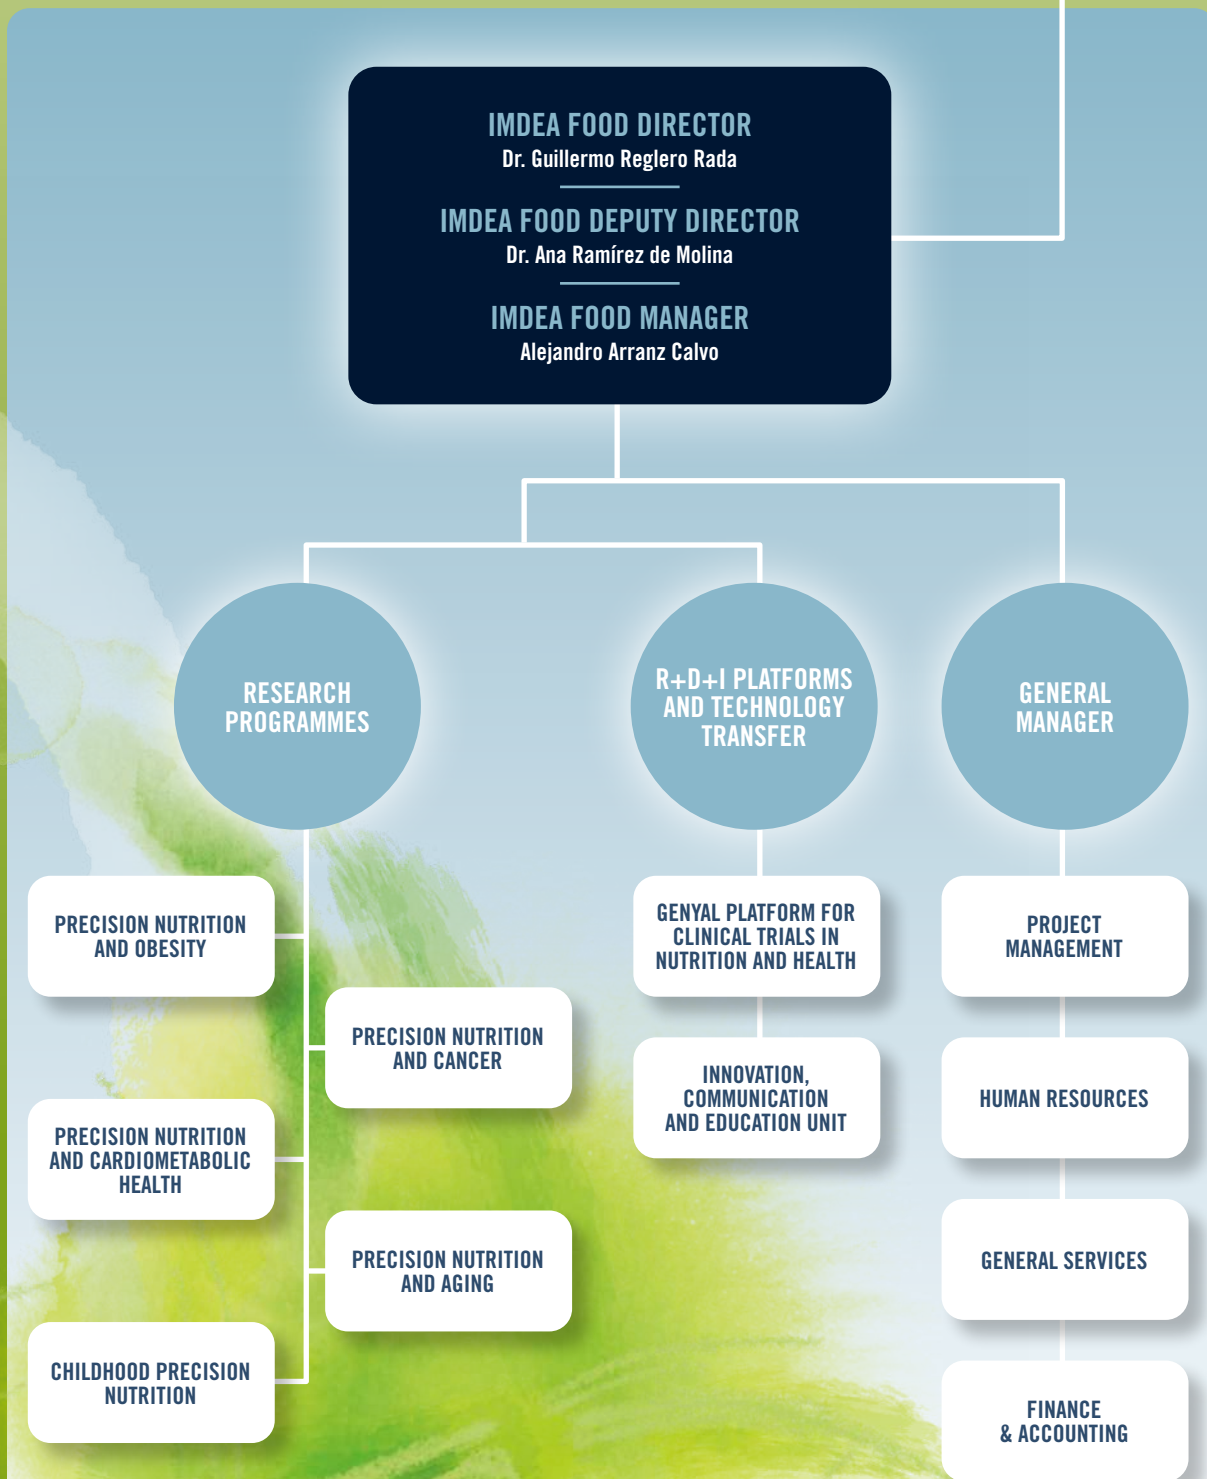 IMDEA FOOD DIRECTOR
Dr. Guillermo Reglero Rada
IMDEA FOOD DEPUTY DIRECTOR
Dr. Ana Ramírez de Molina
IMDEA FOOD MANAGER
Alejandro Arranz Calvo
RESEARCH
PROGRAMMES
R+D+I PLATFORMS
AND TECHNOLOGY
TRANSFER
GENERAL
MANAGER
PRECISION NUTRITION
AND OBESITY
PRECISION NUTRITION
AND CANCER
PRECISION NUTRITION
AND CARDIOMETABOLIC
HEALTH
PRECISION NUTRITION
AND AGING
CHILDHOOD PRECISION
NUTRITION
GENYAL PLATFORM FOR
CLINICAL TRIALS IN
NUTRITION AND HEALTH
INNOVATION,
COMMUNICATION
AND EDUCATION UNIT
PROJECT
MANAGEMENT
HUMAN RESOURCES
GENERAL SERVICES
FINANCE
& ACCOUNTING